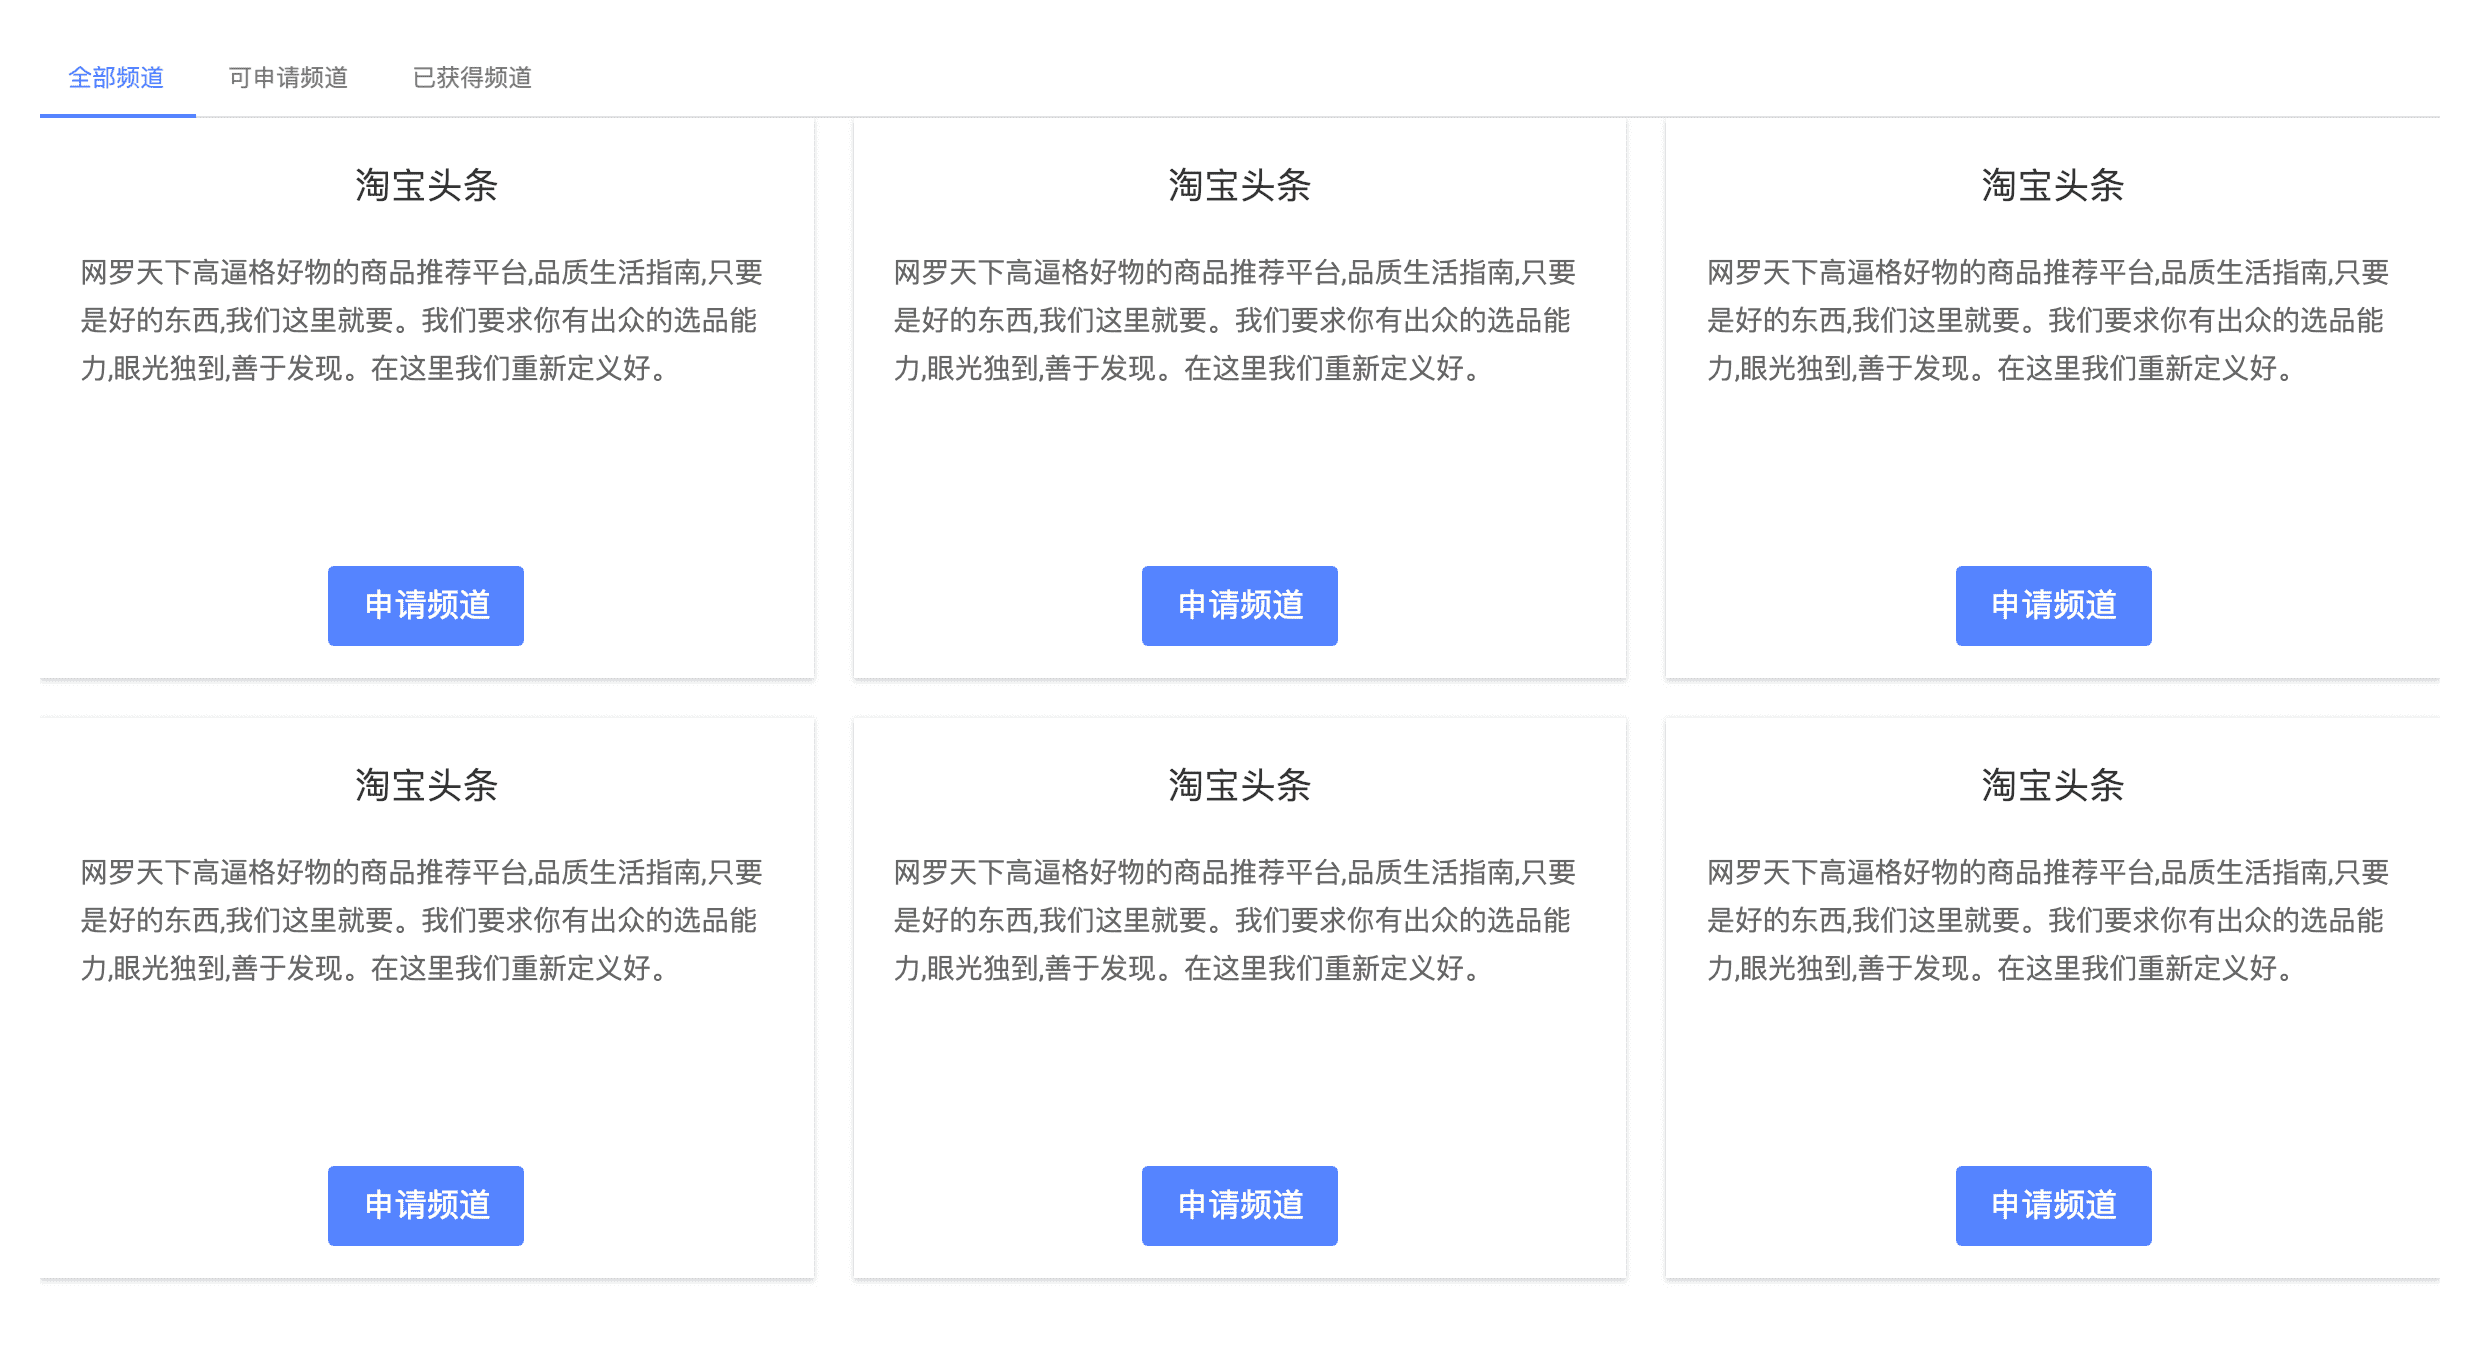 全部频道
可申请频道
已获得频道
淘宝头条
网罗天下高逼格好物的商品推荐平台,品质生活指南,只要
是好的东西,我们这里就要。我们要求你有出众的选品能
力,眼光独到,善于发现。在这里我们重新定义好。
申请频道
淘宝头条
网罗天下高逼格好物的商品推荐平台,品质生活指南,只要
是好的东西,我们这里就要。我们要求你有出众的选品能
力,眼光独到,善于发现。在这里我们重新定义好。
申请频道
淘宝头条
网罗天下高逼格好物的商品推荐平台,品质生活指南,只要
是好的东西,我们这里就要。我们要求你有出众的选品能
力,眼光独到,善于发现。在这里我们重新定义好。
申请频道
淘宝头条
网罗天下高逼格好物的商品推荐平台,品质生活指南,只要
是好的东西,我们这里就要。我们要求你有出众的选品能
力,眼光独到,善于发现。在这里我们重新定义好。
申请频道
淘宝头条
网罗天下高逼格好物的商品推荐平台,品质生活指南,只要
是好的东西,我们这里就要。我们要求你有出众的选品能
力,眼光独到,善于发现。在这里我们重新定义好。
申请频道
淘宝头条
网罗天下高逼格好物的商品推荐平台,品质生活指南,只要
是好的东西,我们这里就要。我们要求你有出众的选品能
力,眼光独到,善于发现。在这里我们重新定义好。
申请频道